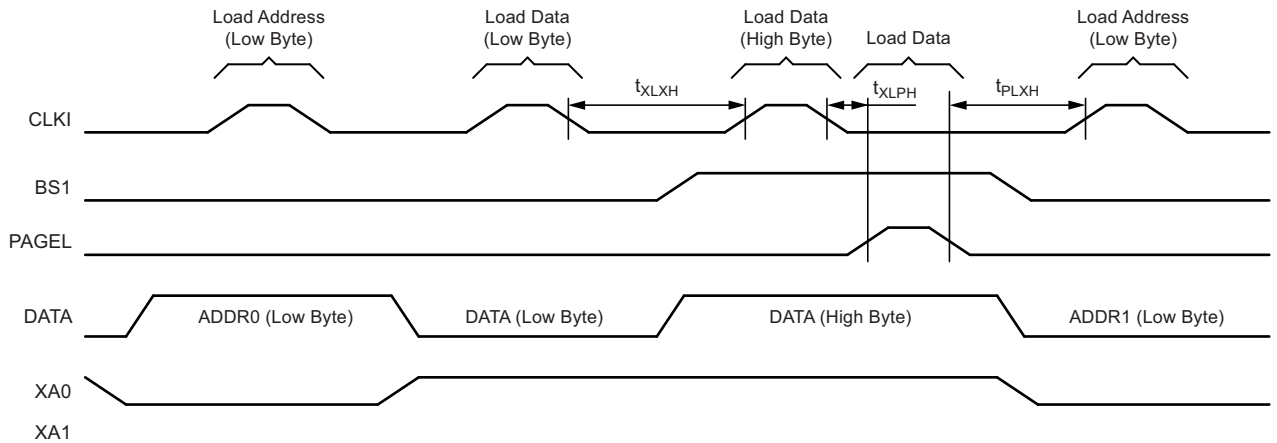 Load Address
(Low Byte)
Load Data
(Low Byte)
Load Data
(High Byte)
Load Data
Load Address
(Low Byte)
tXLXH
tXLPH
tPLXH
CLKI
BS1
PAGEL
DATA
ADDR0 (Low Byte)
DATA (Low Byte)
DATA (High Byte)
ADDR1 (Low Byte)
XA0
XA1